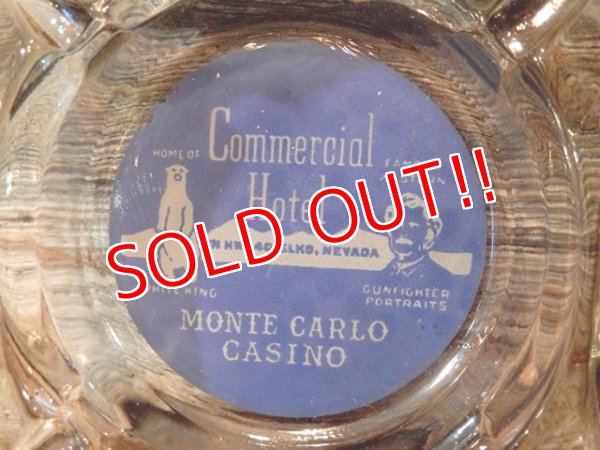 Commercial
HOME OF
Hotel
SOLD OUT!!
ELKO, NEVADA
GUNFIGHTER
PORTRAITS
MONTE CARLO
CASINO